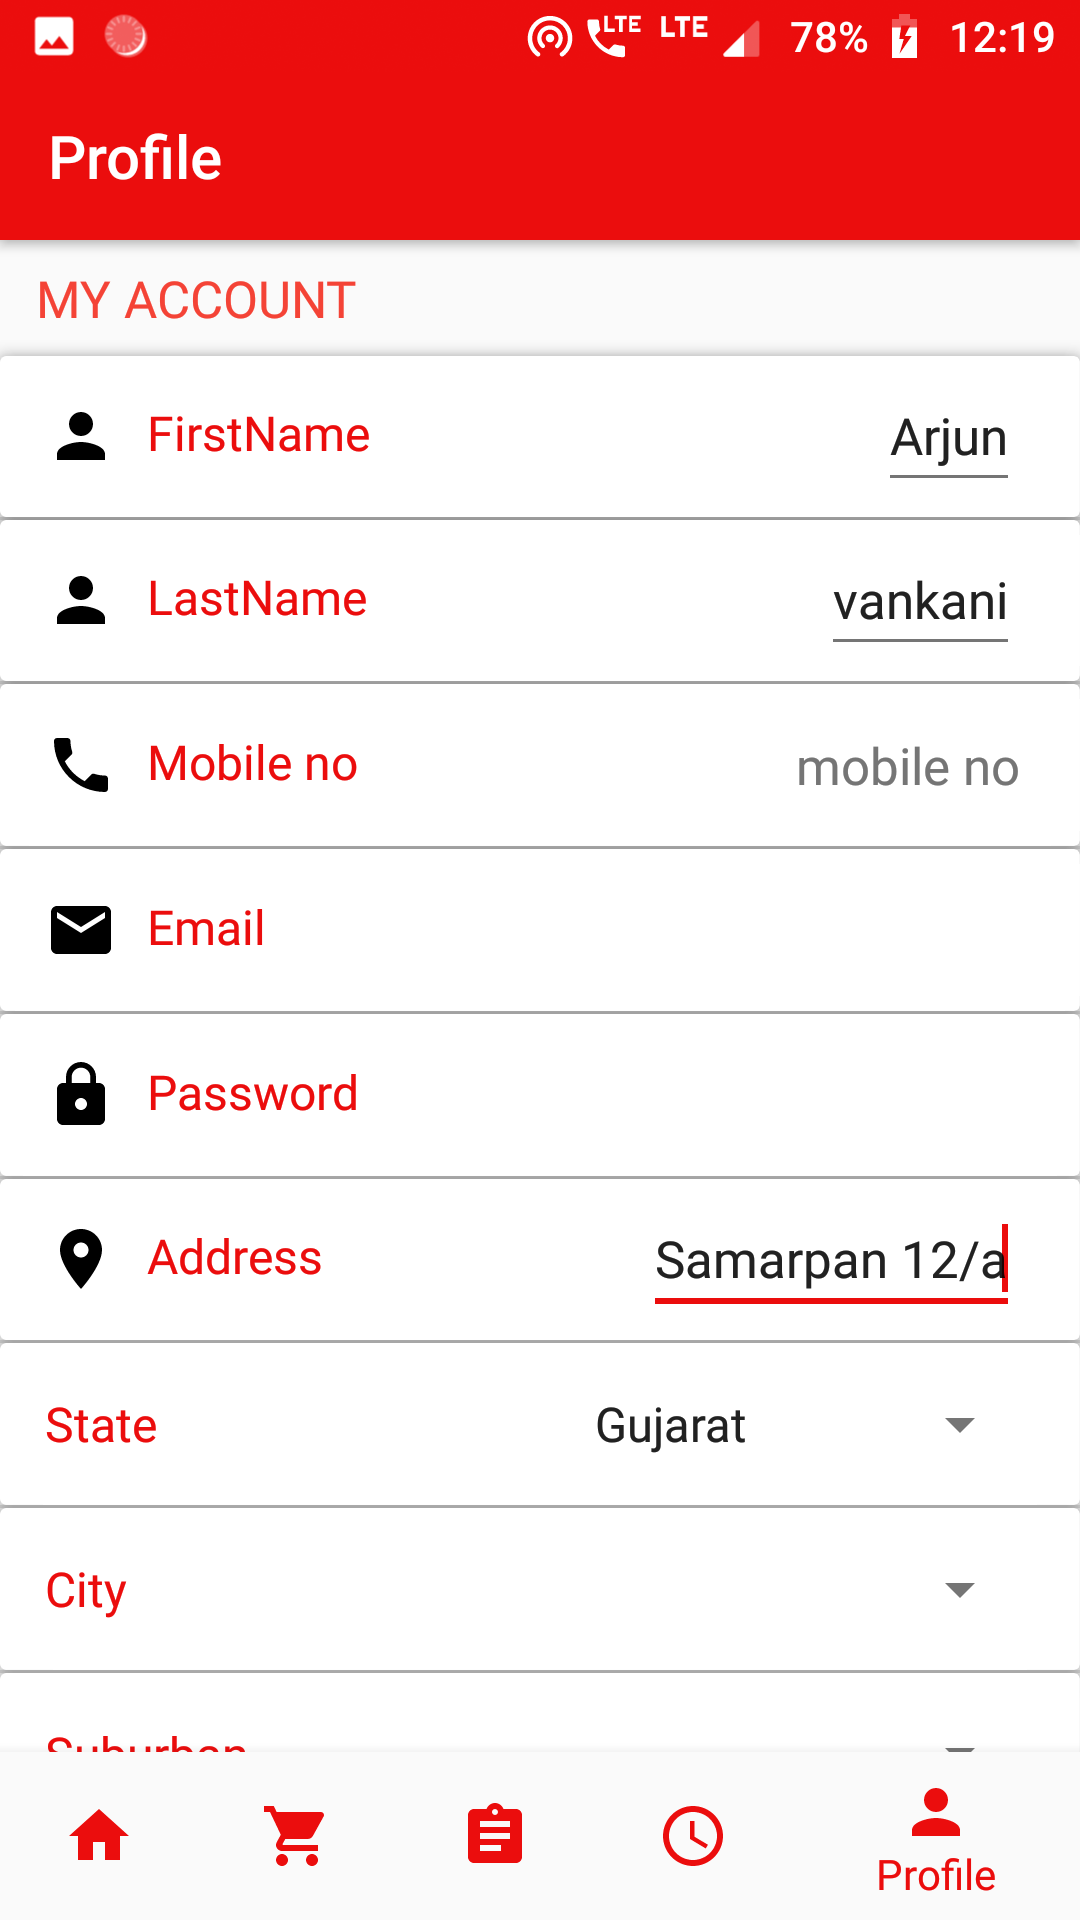 LTE LTE 78% 12:19
Profile
MY ACCOUNT
FirstName Arjun
LastName vankani
Mobile no mobile no
Email
Password
Address Samarpan 12/a
State Gujarat
City
Suburban
Profile